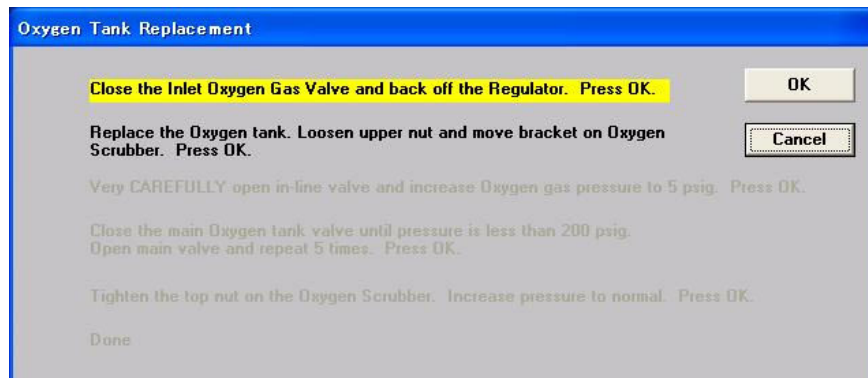 Oxygen Tank Replacement
Close the Inlet Oxygen Gas Valve and back off the Regulator. Press OK.
OK
Replace the Oxygen tank. Loosen upper nut and move bracket on Oxygen
Scrubber. Press OK.
Cancel
Very CAREFULLY open in-line valve and increase Oxygen gas pressure to 5 psig. Press OK.
Close the main Oxygen tank valve until pressure is less than 200 psig.
Open main valve and repeat 5 times. Press OK.
Tighten the top nut on the Oxygen Scrubber. Increase pressure to normal. Press OK.
Done